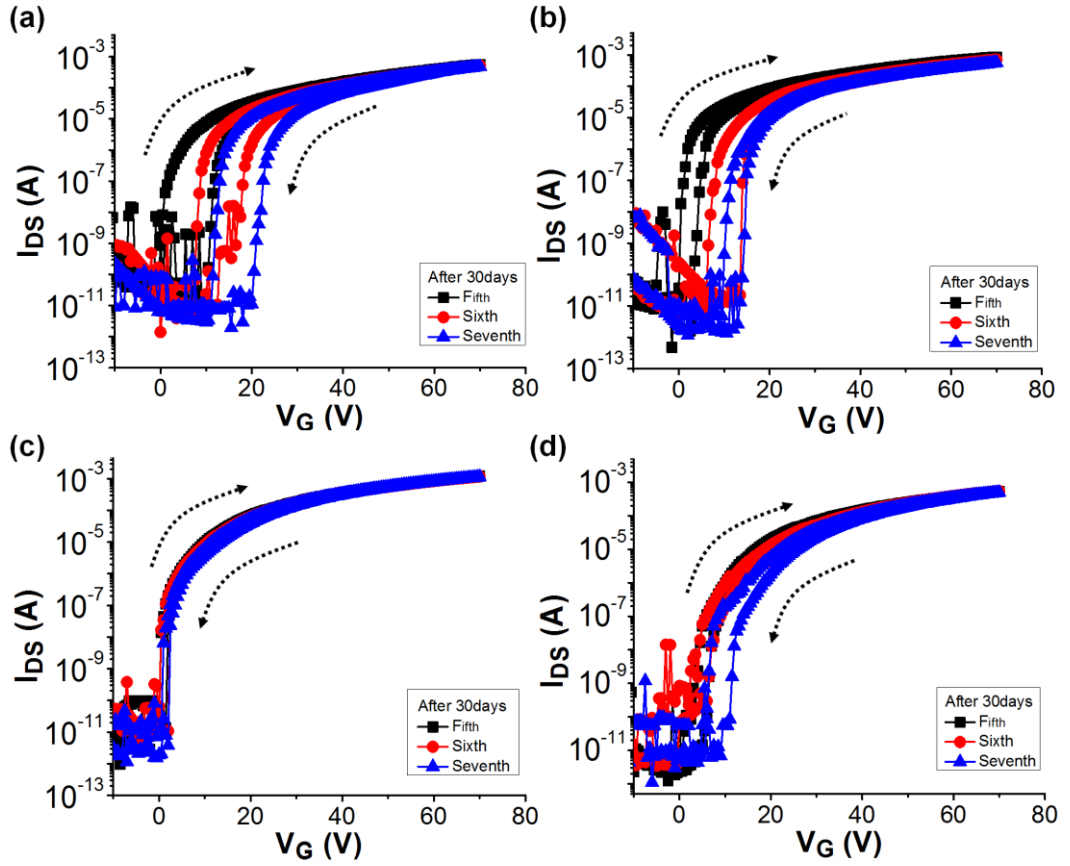 (a)
I_DS (A)
10⁻³
10⁻⁵
10⁻⁷
10⁻⁹
10⁻¹¹
10⁻¹³
After 30days
Fifth
Sixth
Seventh
0 20 40 60 80
V_G (V)
(b)
I_DS (A)
10⁻³
10⁻⁵
10⁻⁷
10⁻⁹
10⁻¹¹
10⁻¹³
After 30days
Fifth
Sixth
Seventh
0 20 40 60 80
V_G (V)
(c)
I_DS (A)
10⁻³
10⁻⁵
10⁻⁷
10⁻⁹
10⁻¹¹
10⁻¹³
After 30days
Fifth
Sixth
Seventh
0 20 40 60 80
V_G (V)
(d)
I_DS (A)
10⁻³
10⁻⁵
10⁻⁷
10⁻⁹
10⁻¹¹
After 30days
Fifth
Sixth
Seventh
0 20 40 60 80
V_G (V)